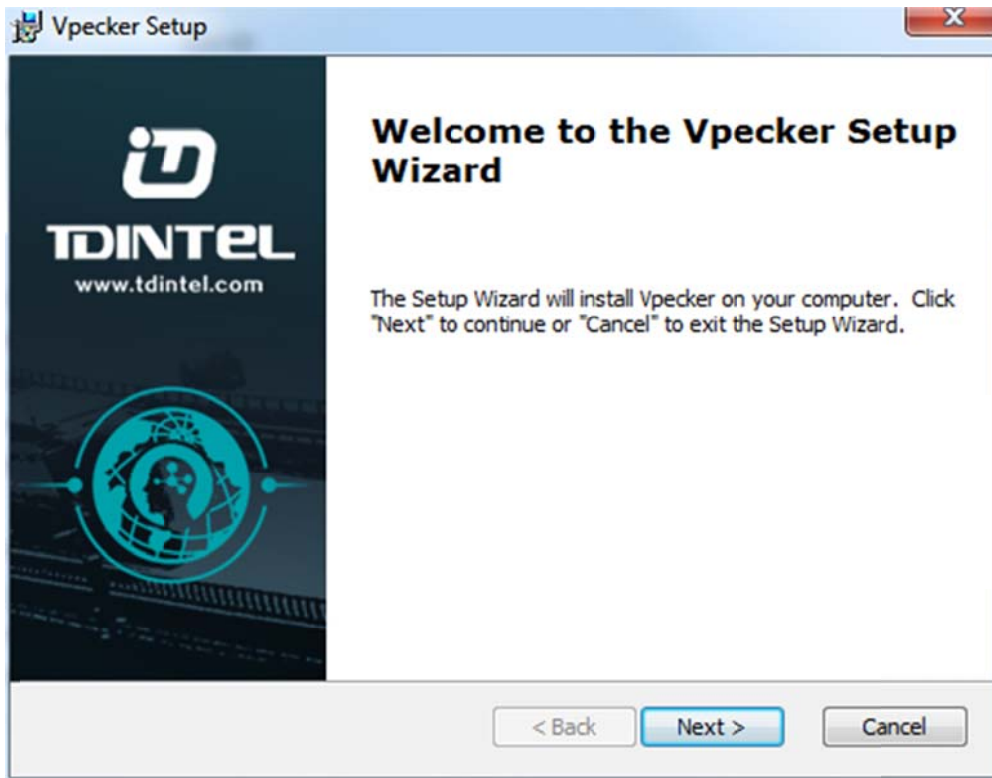 Vpecker Setup
TDINTEL
www.tdintel.com
Welcome to the Vpecker Setup
Wizard
The Setup Wizard will install Vpecker on your computer. Click
"Next" to continue or "Cancel" to exit the Setup Wizard.
< Back
Next >
Cancel